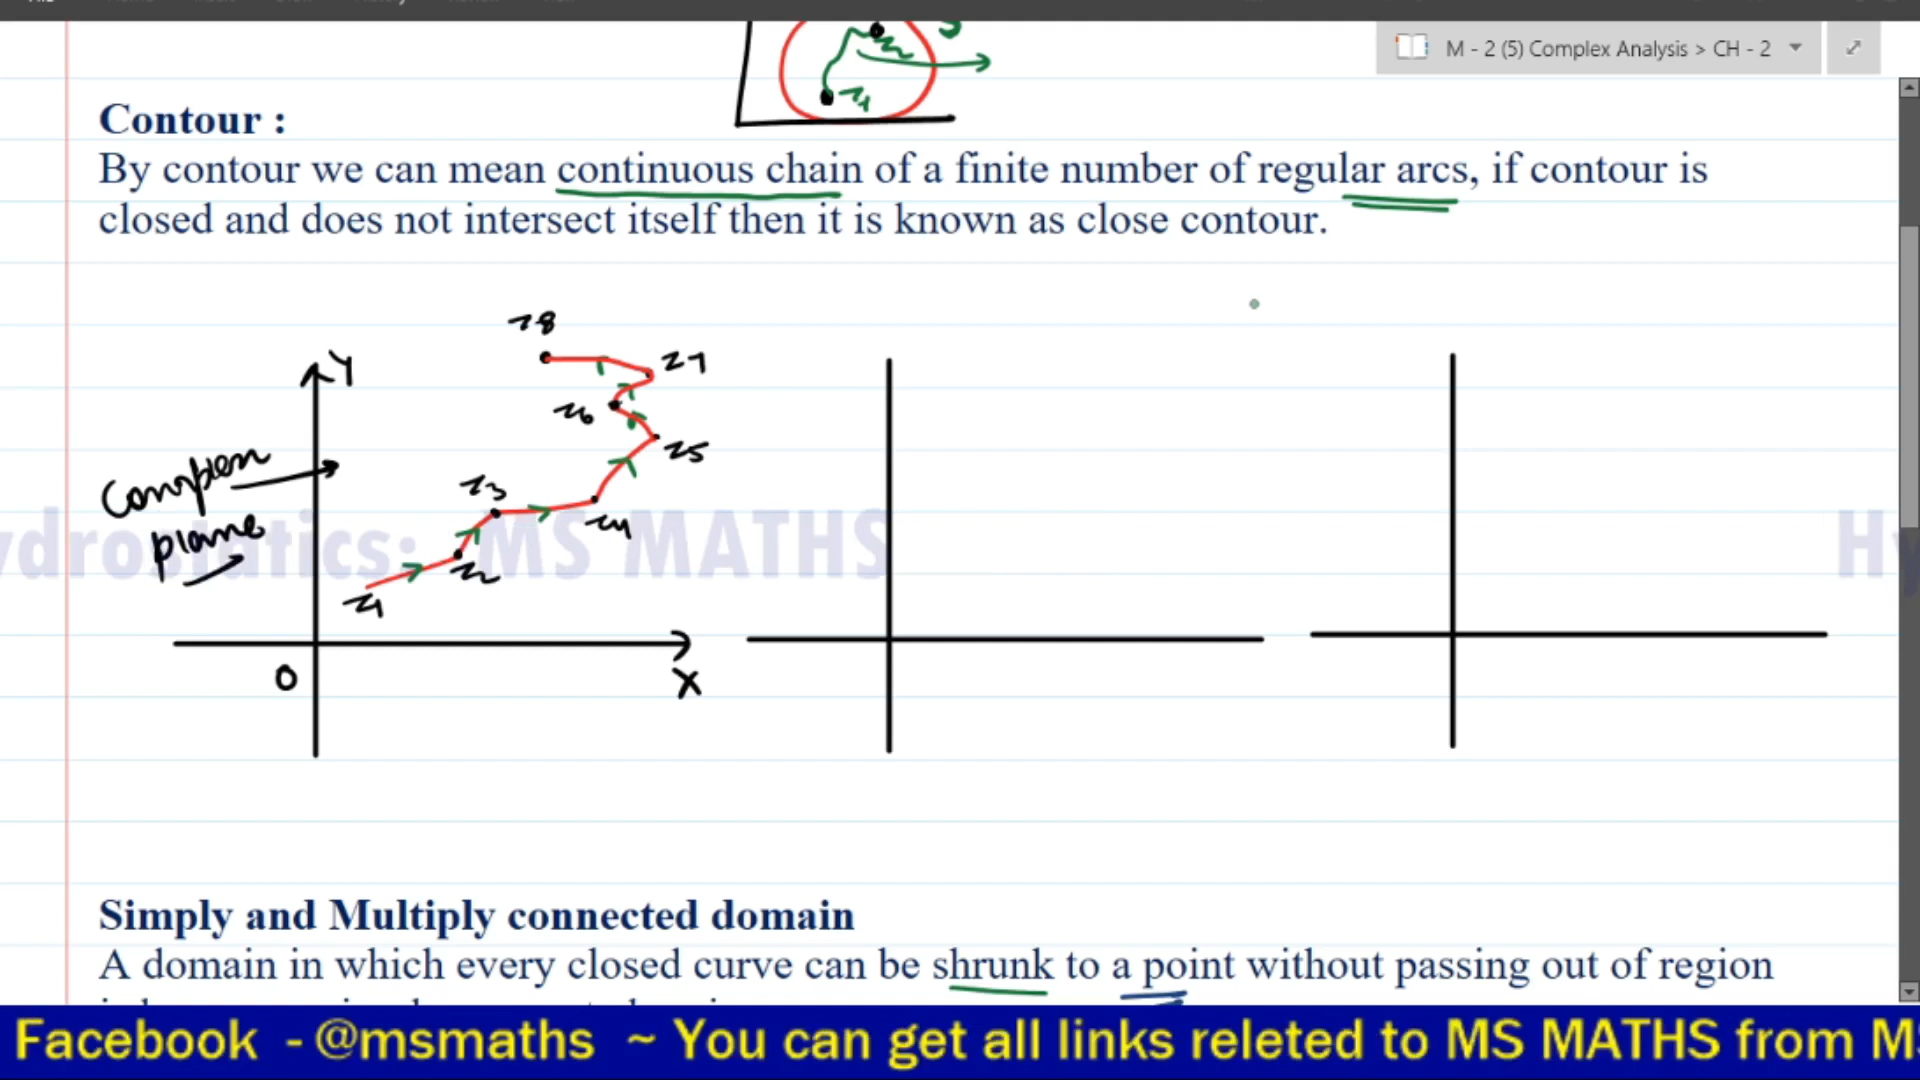 M - 2 (5) Complex Analysis > CH - 2
z1
Contour :
By contour we can mean continuous chain of a finite number of regular arcs, if contour is
closed and does not intersect itself then it is known as close contour.
z8
Y
z7
z6
z5
Complex
plane
z3
z4
z2
z1
O
X
ydrostatics: MS MATHS
Hy
Simply and Multiply connected domain
A domain in which every closed curve can be shrunk to a point without passing out of region
Facebook - @msmaths ~ You can get all links releted to MS MATHS from M